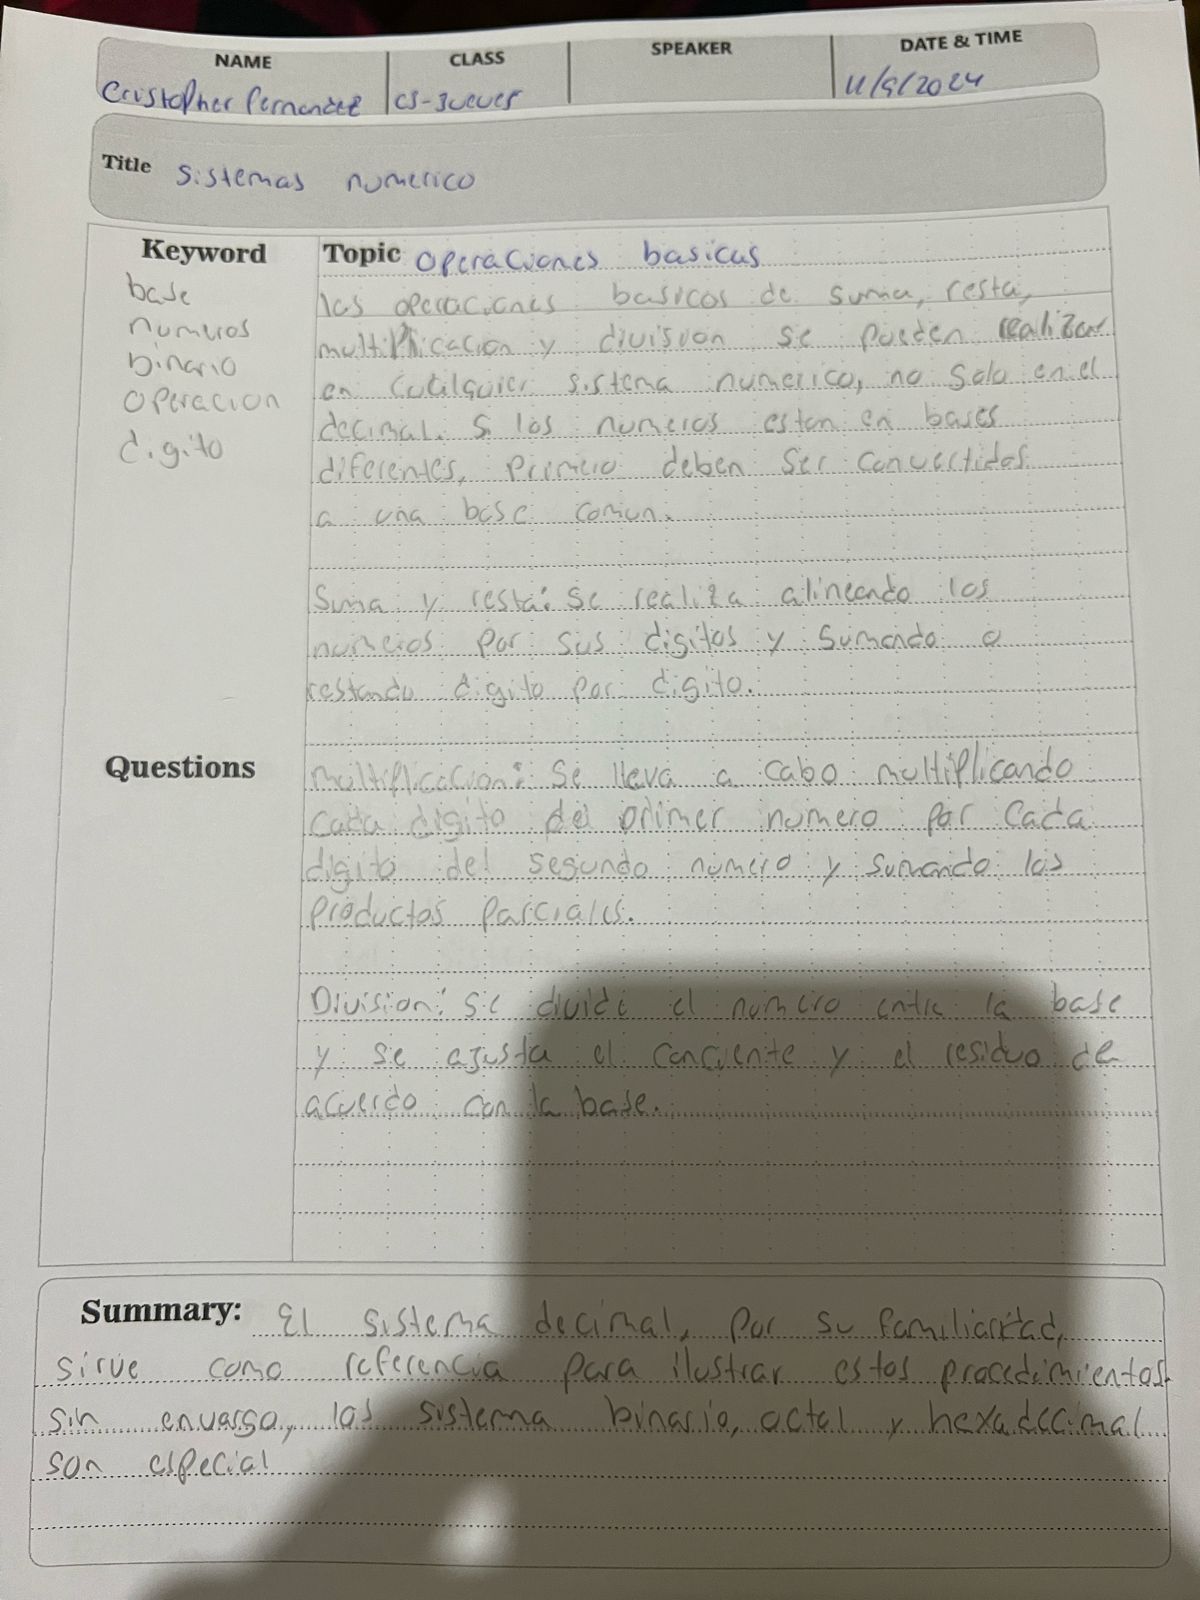 NAME CLASS SPEAKER DATE & TIME
Cristopher Fernandez CS-Jueves 11/9/2024
Title Sistemas numerico
Keyword
base
numeros
binario
operacion
digito
Topic Operaciones basicas
las operaciones basicos de suma, resta,
multiplicacion y division se pueden realizar
en cualquier sistema numerico, no solo en el
decimal. Si los numeros estan en bases
diferentes, primero deben ser convertidos
a una base comun.
Suma y resta: Se realiza alineando los
numeros por sus digitos y sumando o
restando digito por digito.
Questions
Multiplicacion: Se lleva a cabo multiplicando
cada digito del primer numero por cada
digito del segundo numero y sumando los
productos parciales.
Division: Se divide el numero entre la base
y se ajusta el y el residuo de
acuerdo con la base.
Summary: El sistema decimal, por su familiaridad,
sirve como referencia para ilustrar estos procedimientos.
sin envargo, los sistema binario, octal y hexadecimal
son especial